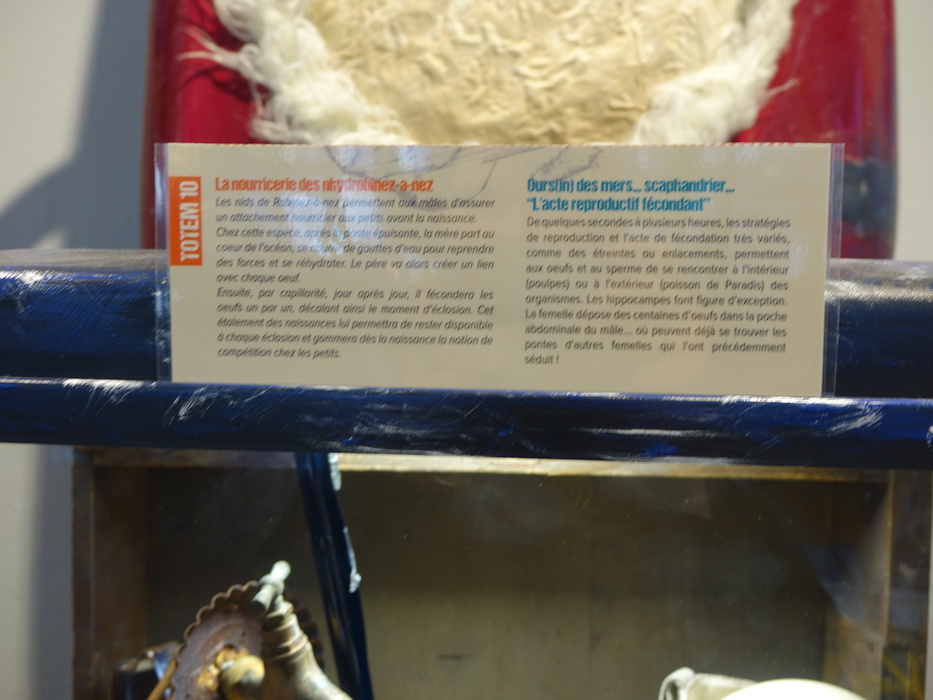 TOTEM 10
La nourricerie des nhydrobinez-à-nez
Les nids de Robinez-à-nez permettent aux mâles d'assurer
un attachement nourricier aux petits avant la naissance.
Chez cette espèce, après la ponte épuisante, la mère part au
coeur de l'océan, se nourrir de gouttes d'eau pour reprendre
des forces et se réhydrater. Le père va alors créer un lien
avec chaque oeuf.
Ensuite, par capillarité, jour après jour, il fécondera les
oeufs un par un, décalant ainsi le moment d'éclosion. Cet
étalement des naissances lui permettra de rester disponible
à chaque éclosion et gommera dès la naissance la notion de
compétition chez les petits.
Ours(in) des mers... scaphandrier...
"L'acte reproductif fécondant"
De quelques secondes à plusieurs heures, les stratégies
de reproduction et l'acte de fécondation très variés,
comme des étreintes ou enlacements, permettent
aux oeufs et au sperme de se rencontrer à l'intérieur
(poulpes) ou à l'extérieur (poisson de Paradis) des
organismes. Les hippocampes font figure d'exception.
La femelle dépose des centaines d'oeufs dans la poche
abdominale du mâle... où peuvent déjà se trouver les
pontes d'autres femelles qui l'ont précédemment
séduit !